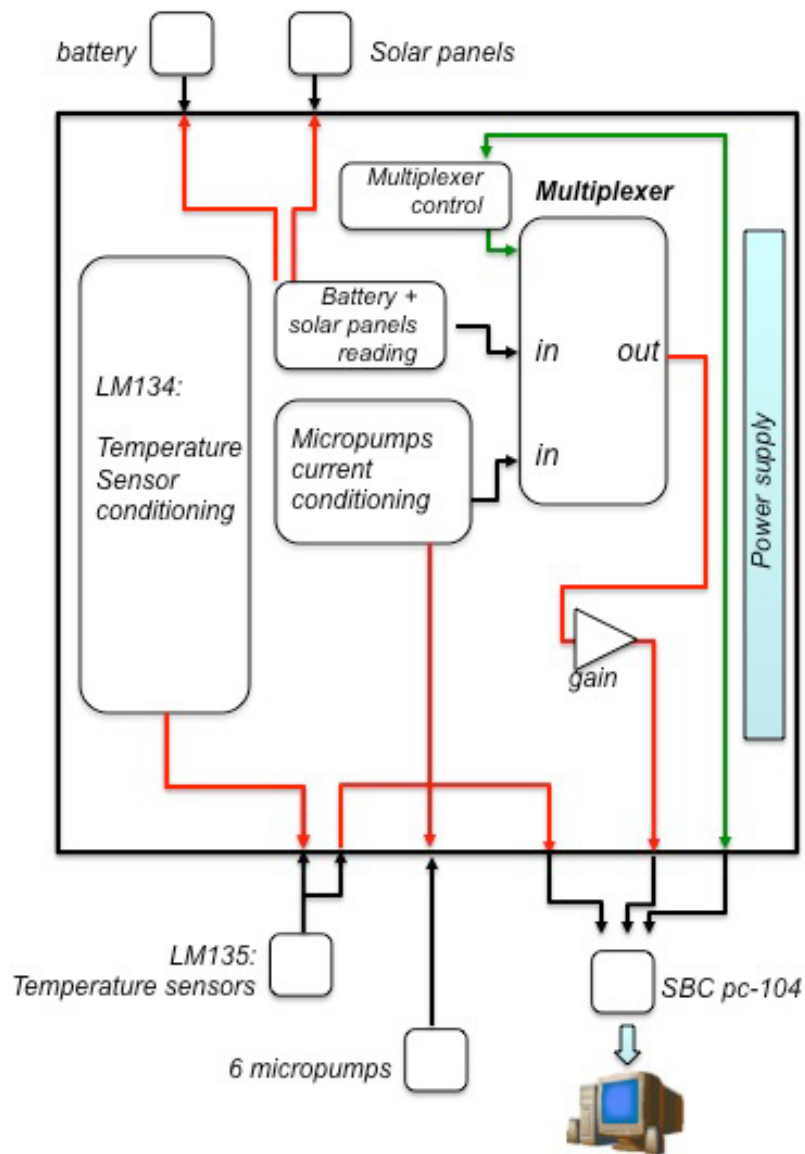 battery
Solar panels
Multiplexer
control
Multiplexer
Battery +
solar panels
reading
in
out
LM134:
Temperature
Sensor
conditioning
Micropumps
current
conditioning
in
Power supply
gain
LM135:
Temperature sensors
SBC pc-104
6 micropumps